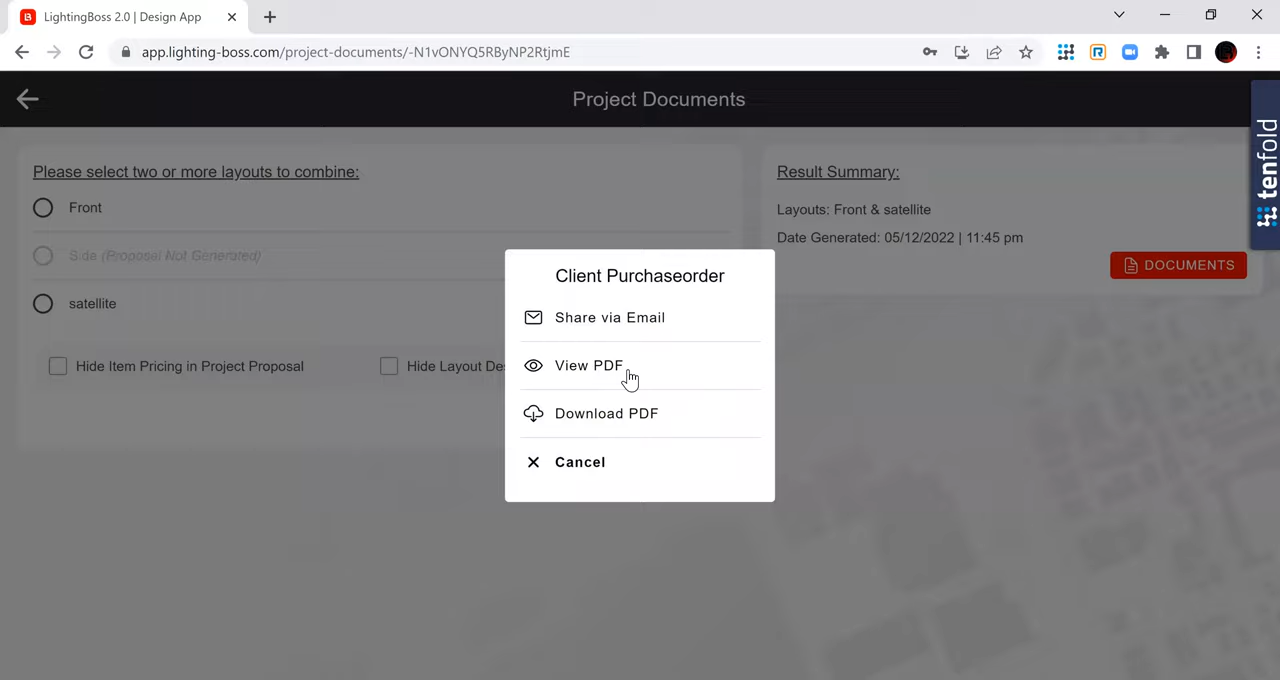 LightingBoss 2.0 | Design App
app.lighting-boss.com/project-documents/-N1vONYQ5RByNP2RtjmE
Project Documents
tenfold
Please select two or more layouts to combine:
Front
Side (Proposal Not Generated)
satellite
Hide Item Pricing in Project Proposal
Hide Layout De
Result Summary:
Layouts: Front & satellite
Date Generated: 05/12/2022 | 11:45 pm
DOCUMENTS
Client Purchaseorder
Share via Email
View PDF
Download PDF
Cancel